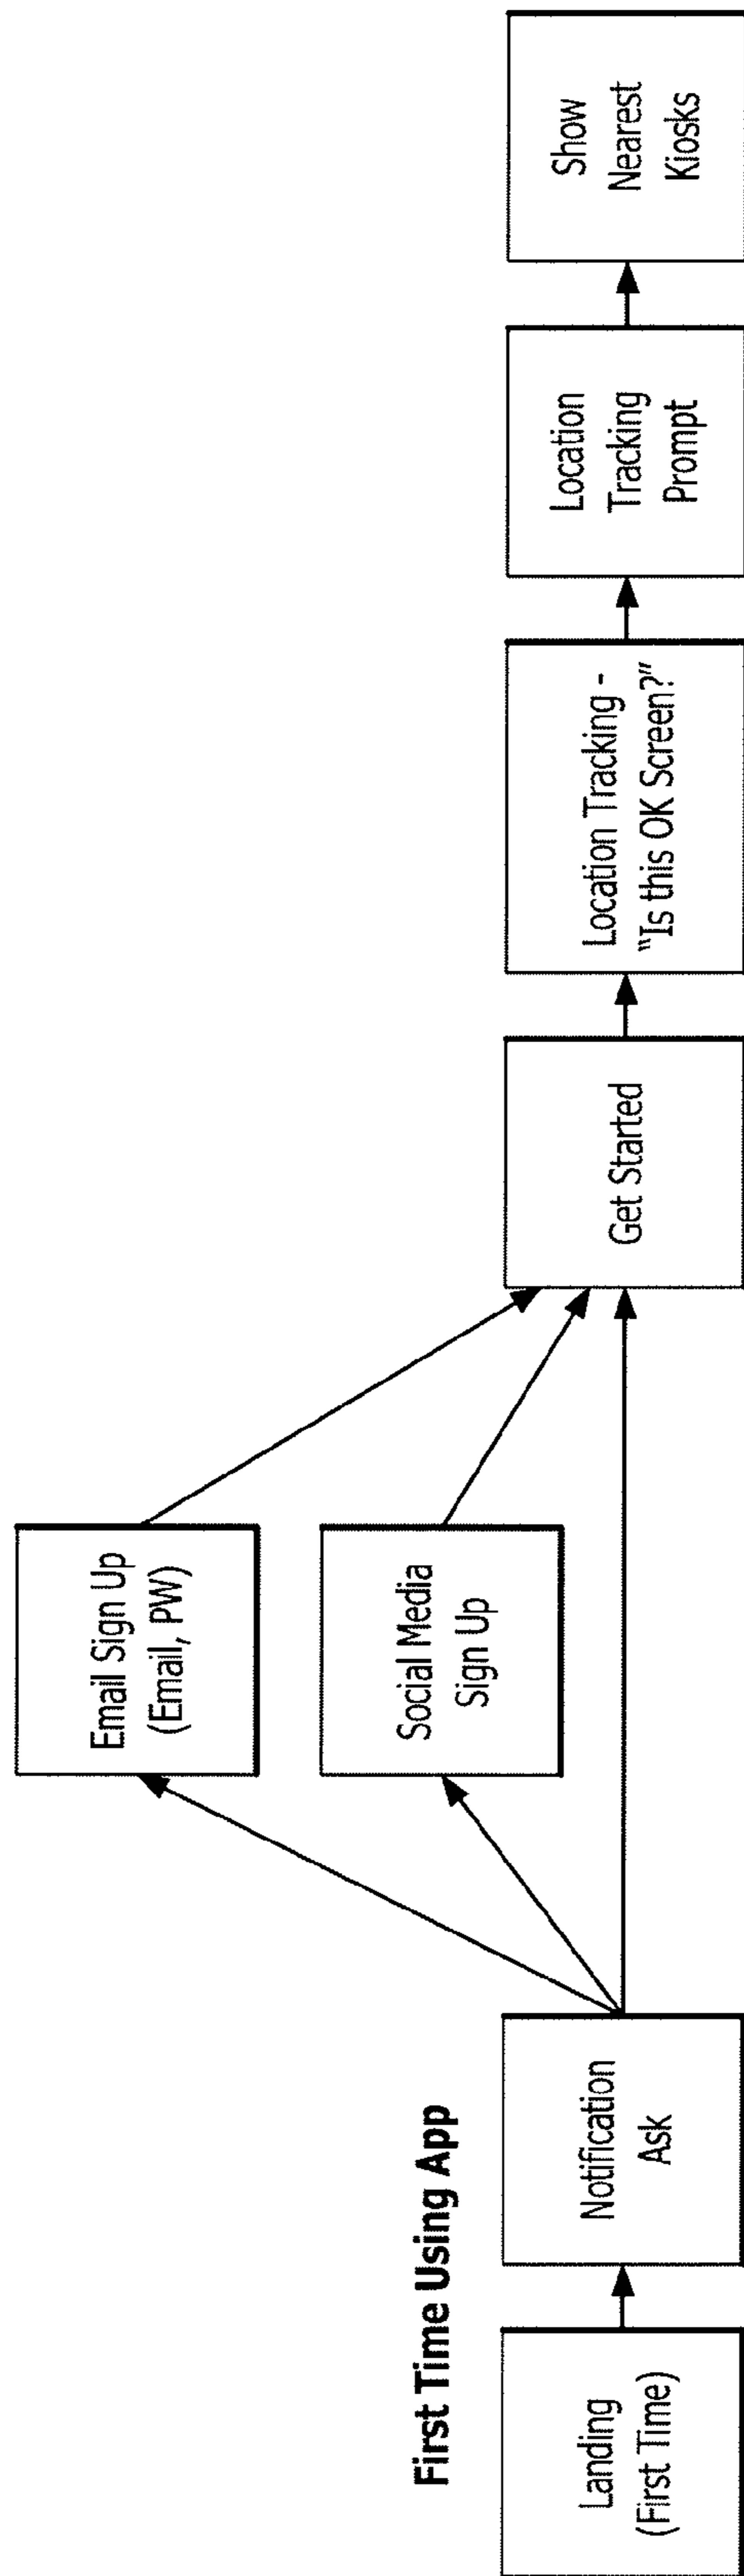 First Time Using App
Landing
(First Time)
Notification
Ask
Email Sign Up
(Email, PW)
Social Media
Sign Up
Get Started
Location Tracking -
“Is this OK Screen?”
Location
Tracking
Prompt
Show
Nearest
Kiosks